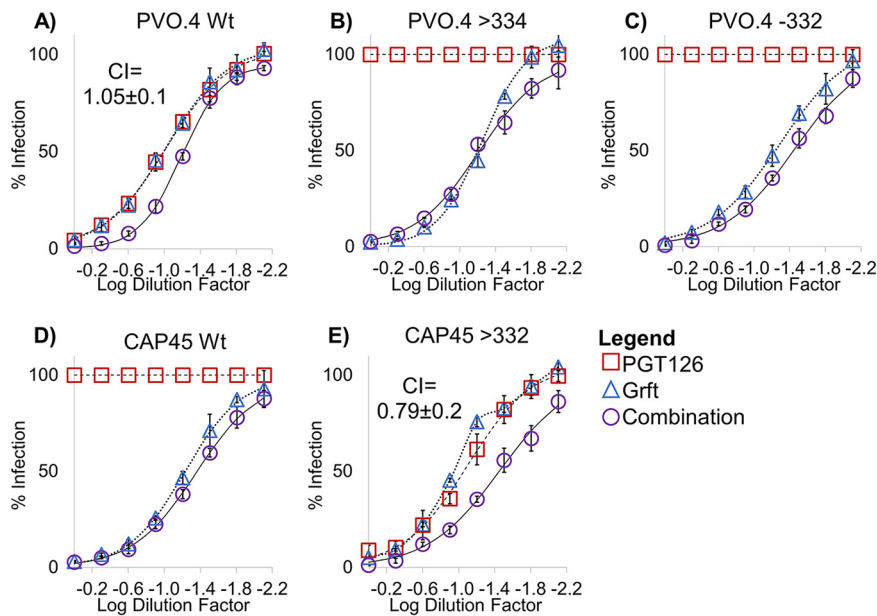 A) PVO.4 Wt
B) PVO.4 >334
C) PVO.4 -332
100
50
0
% Infection
CI=
1.05±0.1
-0.2 -0.6 -1.0 -1.4 -1.8 -2.2
Log Dilution Factor
100
50
0
% Infection
-0.2 -0.6 -1.0 -1.4 -1.8 -2.2
Log Dilution Factor
100
50
0
% Infection
-0.2 -0.6 -1.0 -1.4 -1.8 -2.2
Log Dilution Factor
D) CAP45 Wt
E) CAP45 >332
100
50
0
% Infection
-0.2 -0.6 -1.0 -1.4 -1.8 -2.2
Log Dilution Factor
100
50
0
% Infection
CI=
0.79±0.2
-0.2 -0.6 -1.0 -1.4 -1.8 -2.2
Log Dilution Factor
Legend
PGT126
Grft
Combination